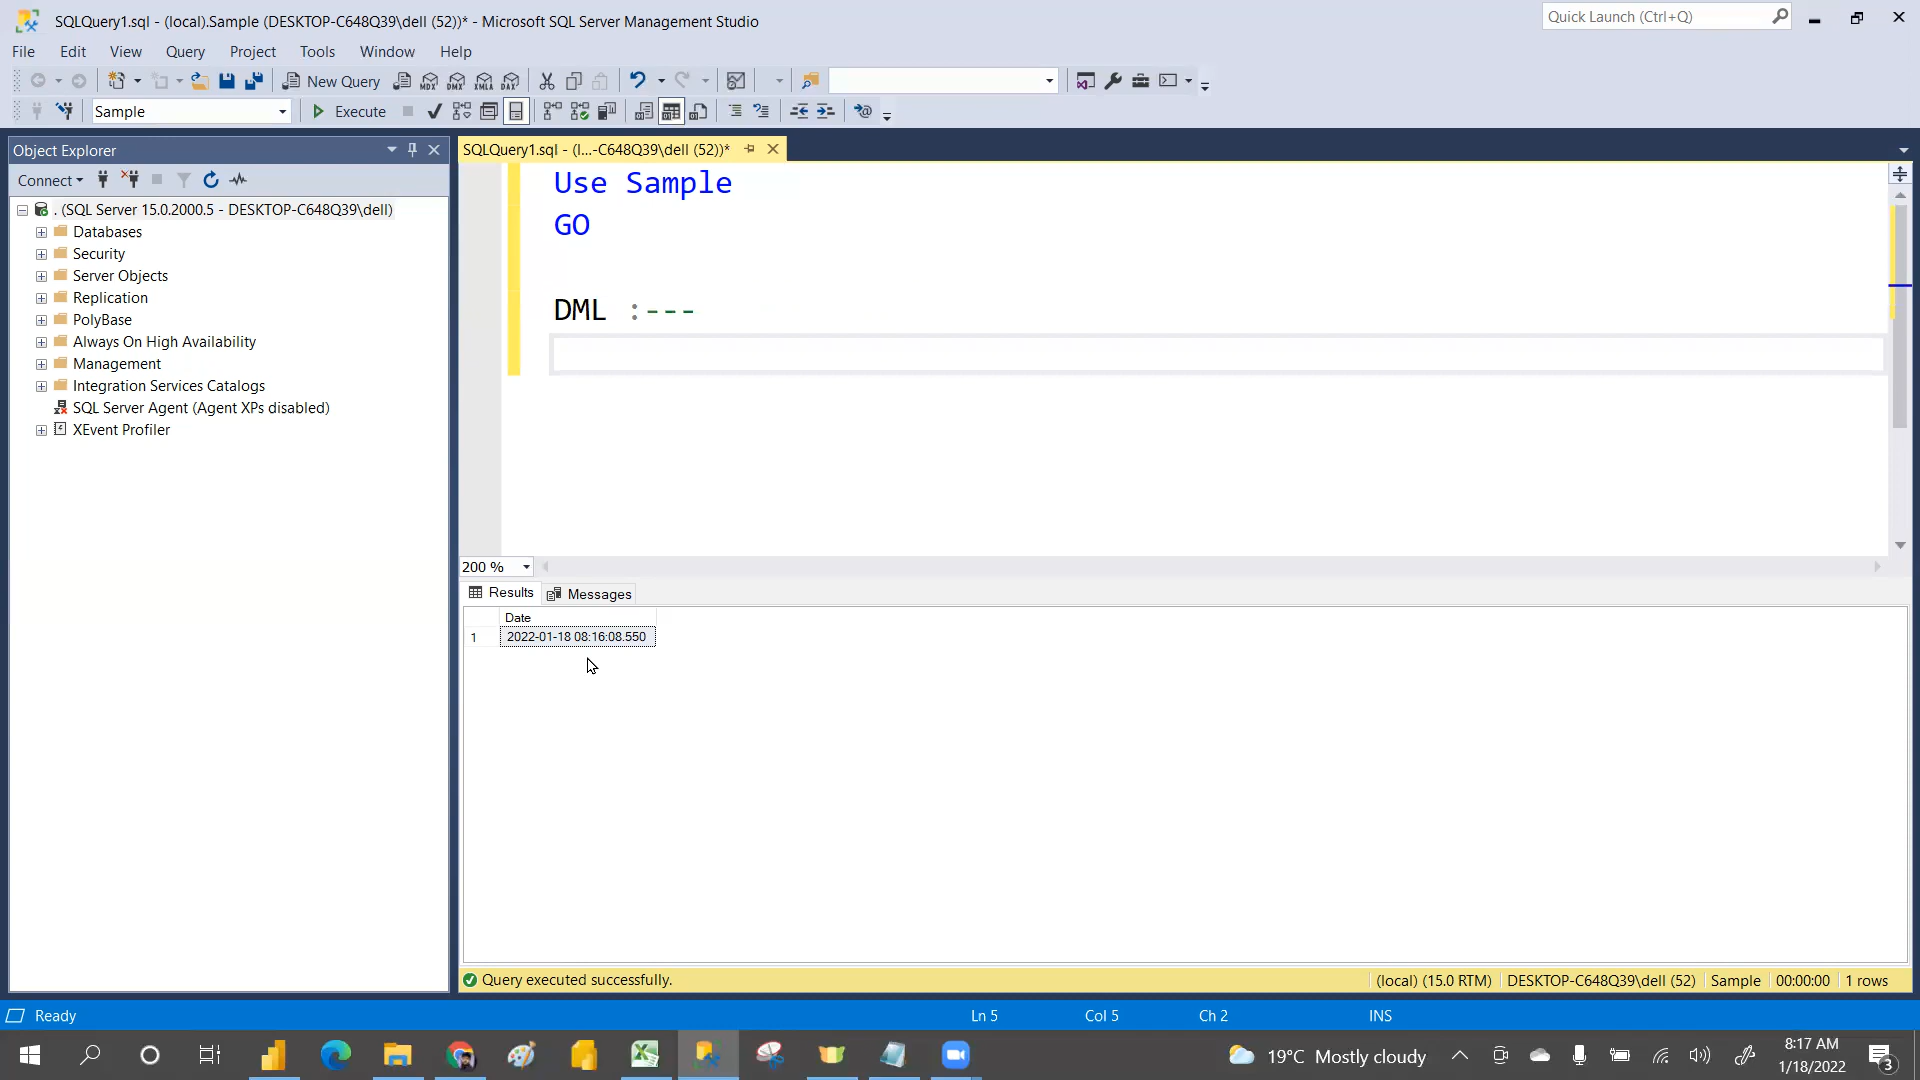 SQLQuery1.sql - (local).Sample (DESKTOP-C648Q39\dell (52))* - Microsoft SQL Server Management Studio
Quick Launch (Ctrl+Q)
File Edit View Query Project Tools Window Help
New Query MDX DMX XMLA DAX
Sample Execute
Object Explorer
SQLQuery1.sql - (l...-C648Q39\dell (52))*
Connect
. (SQL Server 15.0.2000.5 - DESKTOP-C648Q39\dell)
Databases
Security
Server Objects
Replication
PolyBase
Always On High Availability
Management
Integration Services Catalogs
SQL Server Agent (Agent XPs disabled)
XEvent Profiler
Use Sample
GO
DML :---
200 %
Results Messages
Date
1 2022-01-18 08:16:08.550
Query executed successfully.
(local) (15.0 RTM) DESKTOP-C648Q39\dell (52) Sample 00:00:00 1 rows
Ready Ln 5 Col 5 Ch 2 INS
19°C Mostly cloudy
8:17 AM
1/18/2022
3